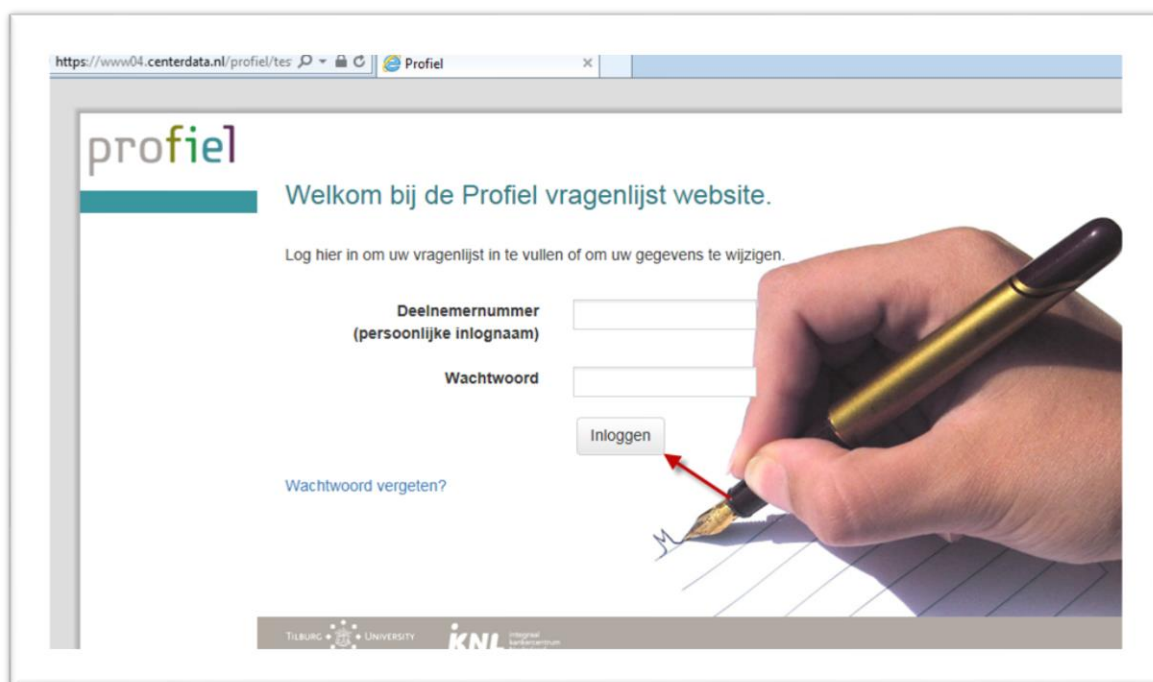 https://www04.centerdata.nl/profiel/tes
Profiel
profiel
Welkom bij de Profiel vragenlijst website.
Log hier in om uw vragenlijst in te vullen of om uw gegevens te wijzigen.
Deelnemernummer
(persoonlijke inlognaam)
Wachtwoord
Inloggen
Wachtwoord vergeten?
TILBURG UNIVERSITY
iKNL integraal
kankercentrum